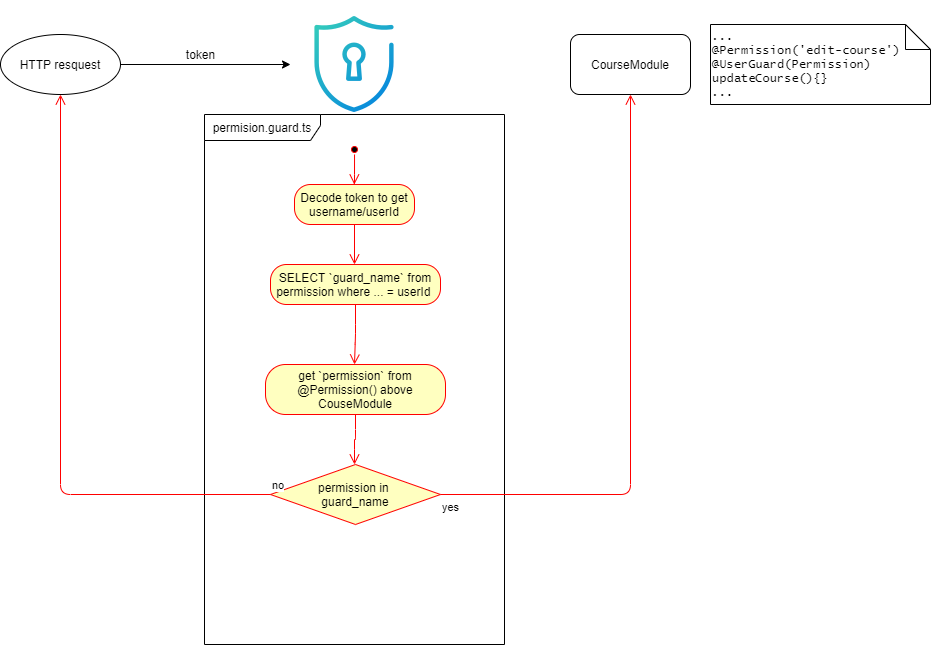 HTTP resquest
token
CourseModule
...
@Permission('edit-course')
@UserGuard(Permission)
updateCourse(){}
...
permision.guard.ts
Decode token to get
username/userId
SELECT `guard_name` from
permission where ... = userId
get `permission` from
@Permission() above
CouseModule
no
permission in
guard_name
yes